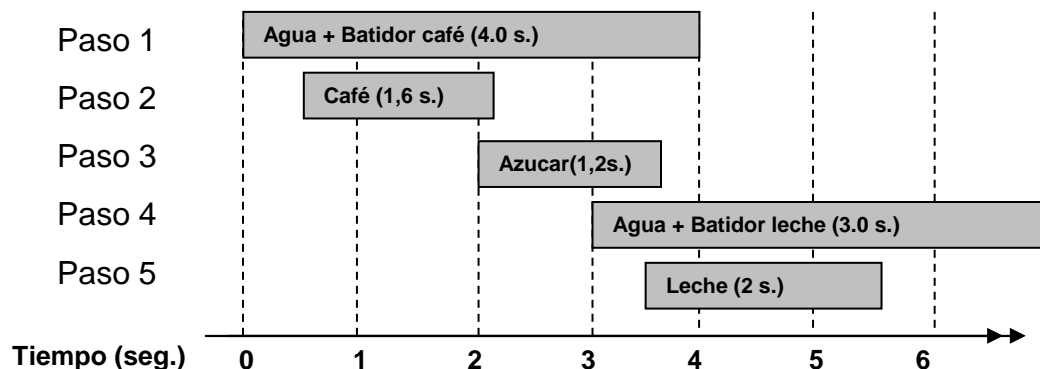 Paso 1
Agua + Batidor café (4.0 s.)
Paso 2
Café (1,6 s.)
Paso 3
Azucar(1,2s.)
Paso 4
Agua + Batidor leche (3.0 s.)
Paso 5
Leche (2 s.)
Tiempo (seg.) 0 1 2 3 4 5 6